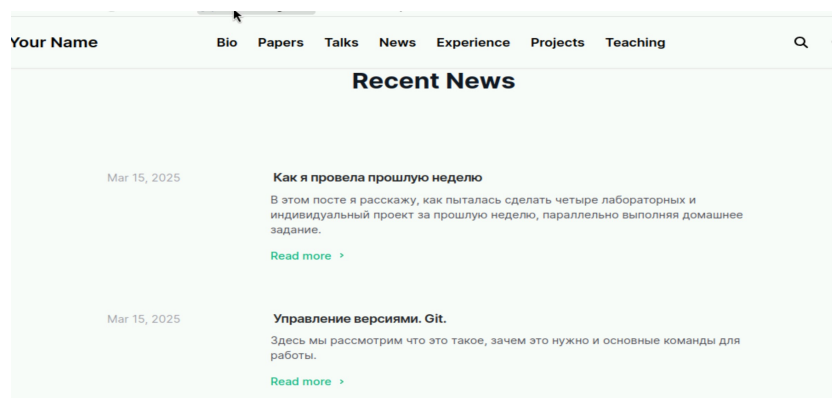 Your Name
Bio Papers Talks News Experience Projects Teaching
Recent News
Mar 15, 2025
Как я провела прошлую неделю
В этом посте я расскажу, как пыталась сделать четыре лабораторных и
индивидуальный проект за прошлую неделю, параллельно выполняя домашнее
задание.
Read more
Mar 15, 2025
Управление версиями. Git.
Здесь мы рассмотрим что это такое, зачем это нужно и основные команды для
работы.
Read more